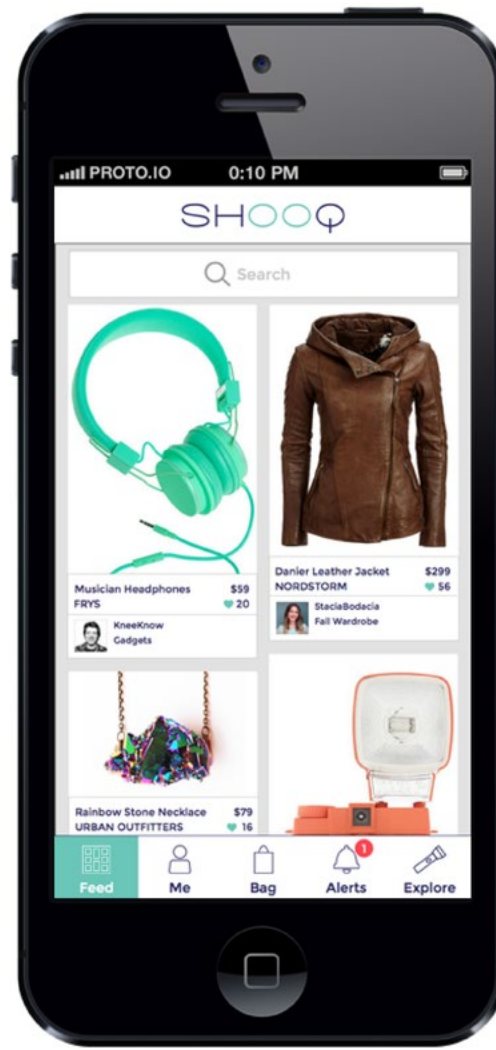 PROTO.IO 0:10 PM
SHOOQ
Search
Musician Headphones $59
FRYS 20
KneeKnow
Gadgets
Danier Leather Jacket $299
NORDSTORM 56
StaciaBodacia
Fall Wardrobe
Rainbow Stone Necklace $79
URBAN OUTFITTERS 16
Feed
Me
Bag
1
Alerts
Explore